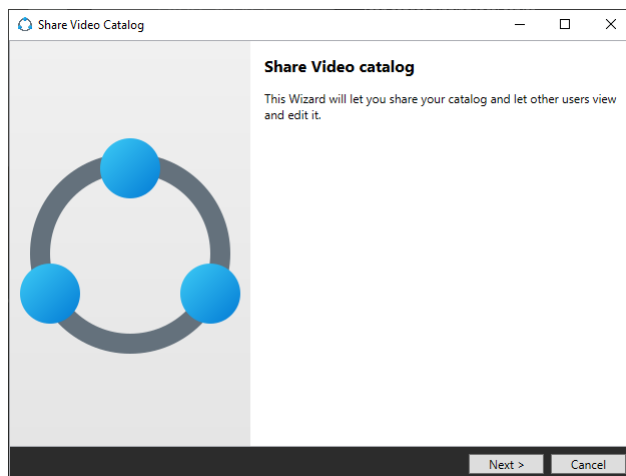 Share Video Catalog
Share Video catalog
This Wizard will let you share your catalog and let other users view
and edit it.
Next >
Cancel